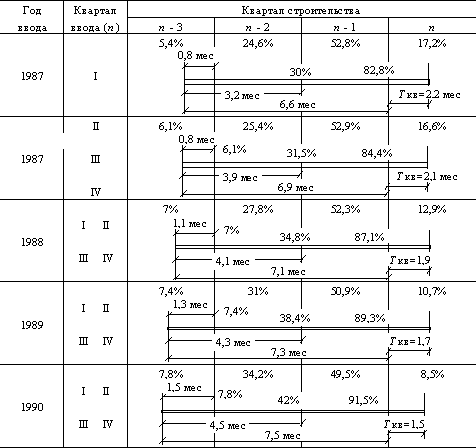 Год ввода
Квартал ввода (n)
Квартал строительства
n - 3 n - 2 n - 1 n
5,4% 24,6% 52,8% 17,2%
0,8 мес
1987 I
30% 82,8%
3,2 мес
Т кв=2,2 мес
6,6 мес
II
6,1% 25,4% 52,9% 16,6%
0,8 мес
6,1% 31,5% 84,4%
1987 III
3,9 мес
Т кв=2,1 мес
IV
6,9 мес
7% 27,8% 52,3% 12,9%
1,1 мес
I II
7%
34,8% 87,1%
1988
III IV
4,1 мес
Т кв=1,9
7,1 мес
7,4% 31% 50,9% 10,7%
1,3 мес
I II
7,4%
38,4% 89,3%
1989
III IV
4,3 мес
Т кв=1,7
7,3 мес
7,8% 34,2% 49,5% 8,5%
1,5 мес
I II
7,8%
42% 91,5%
1990
III IV
4,5 мес
Т кв=1,5
7,5 мес